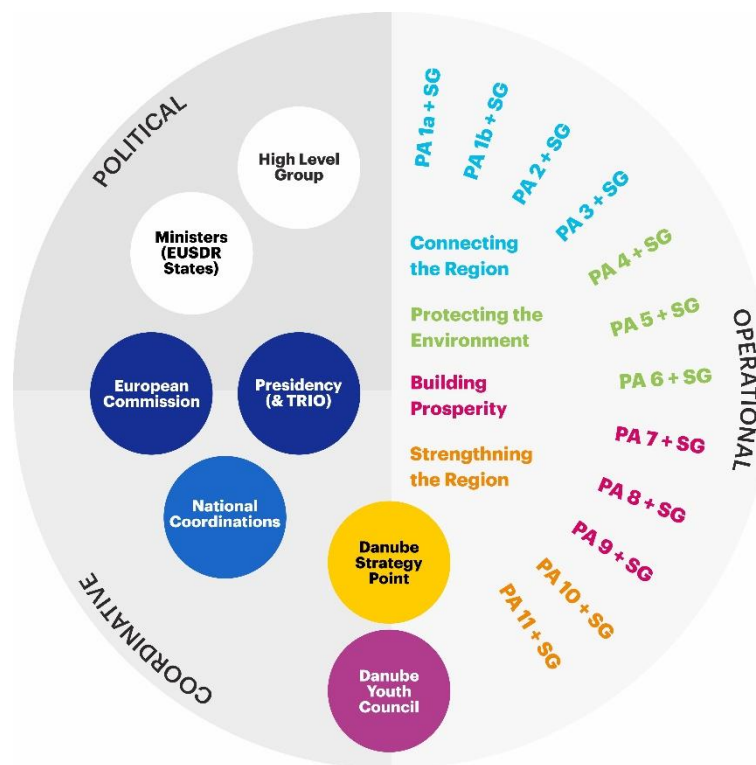 POLITICAL
High Level
Group
Ministers
(EUSDR
States)
European
Commission
Presidency
(& TRIO)
National
Coordinations
COORDINATIVE
Danube
Strategy
Point
Danube
Youth
Council
PA 1a + SG
PA 1b + SG
PA 2 + SG
PA 3 + SG
PA 4 + SG
PA 5 + SG
PA 6 + SG
PA 7 + SG
PA 8 + SG
PA 9 + SG
PA 10 + SG
PA 11 + SG
Connecting
the Region
Protecting the
Environment
Building
Prosperity
Strengthning
the Region
OPERATIONAL